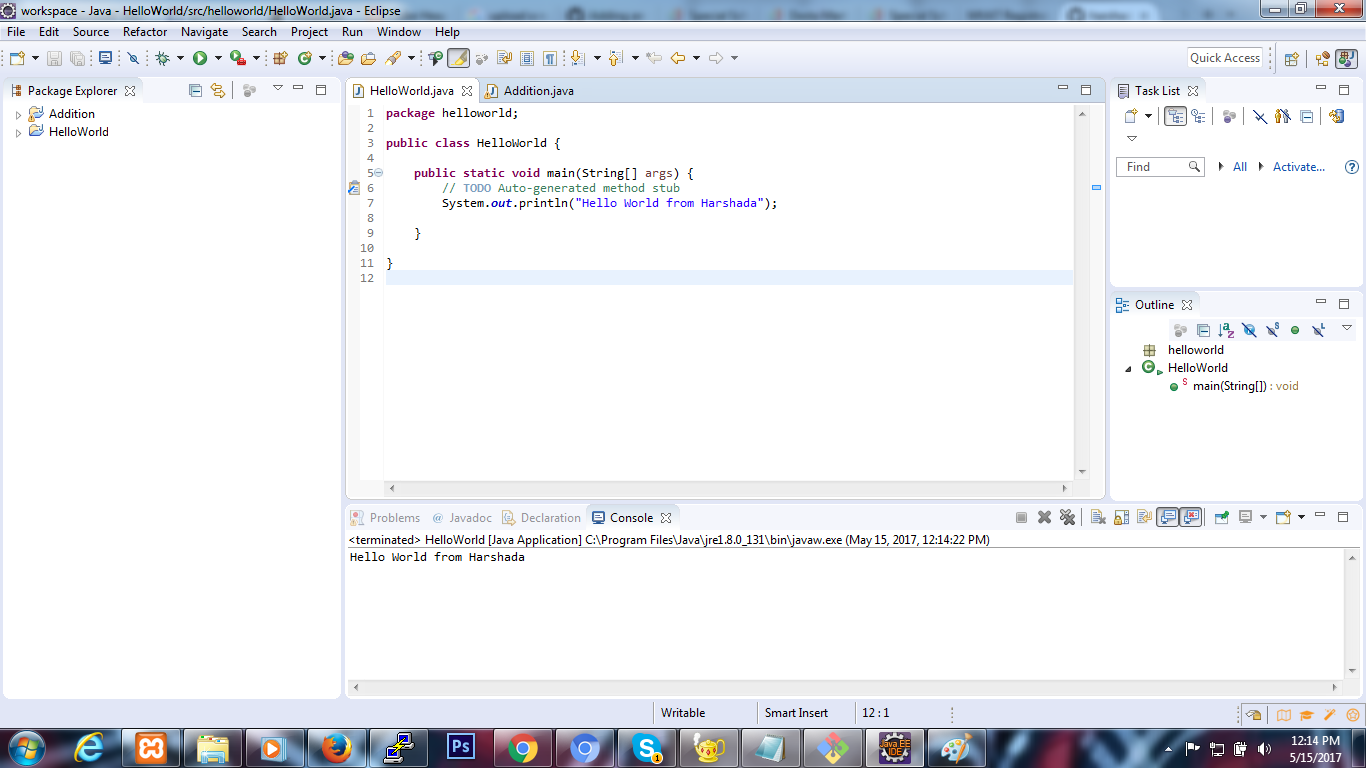 workspace - Java - HelloWorld/src/helloworld/HelloWorld.java - Eclipse
File Edit Source Refactor Navigate Search Project Run Window Help
Quick Access
Package Explorer
Addition
HelloWorld
HelloWorld.java Addition.java
1 package helloworld;
2
3 public class HelloWorld {
4
5 public static void main(String[] args) {
6 // TODO Auto-generated method stub
7 System.out.println("Hello World from Harshada");
8
9 }
10
11 }
12
Task List
Find All Activate...
Outline
helloworld
HelloWorld
main(String[]) : void
Problems @ Javadoc Declaration Console
<terminated> HelloWorld [Java Application] C:\Program Files\Java\jre1.8.0_131\bin\javaw.exe (May 15, 2017, 12:14:22 PM)
Hello World from Harshada
Writable Smart Insert 12 : 1
Ps
1
Java EE
IDE
12:14 PM
5/15/2017